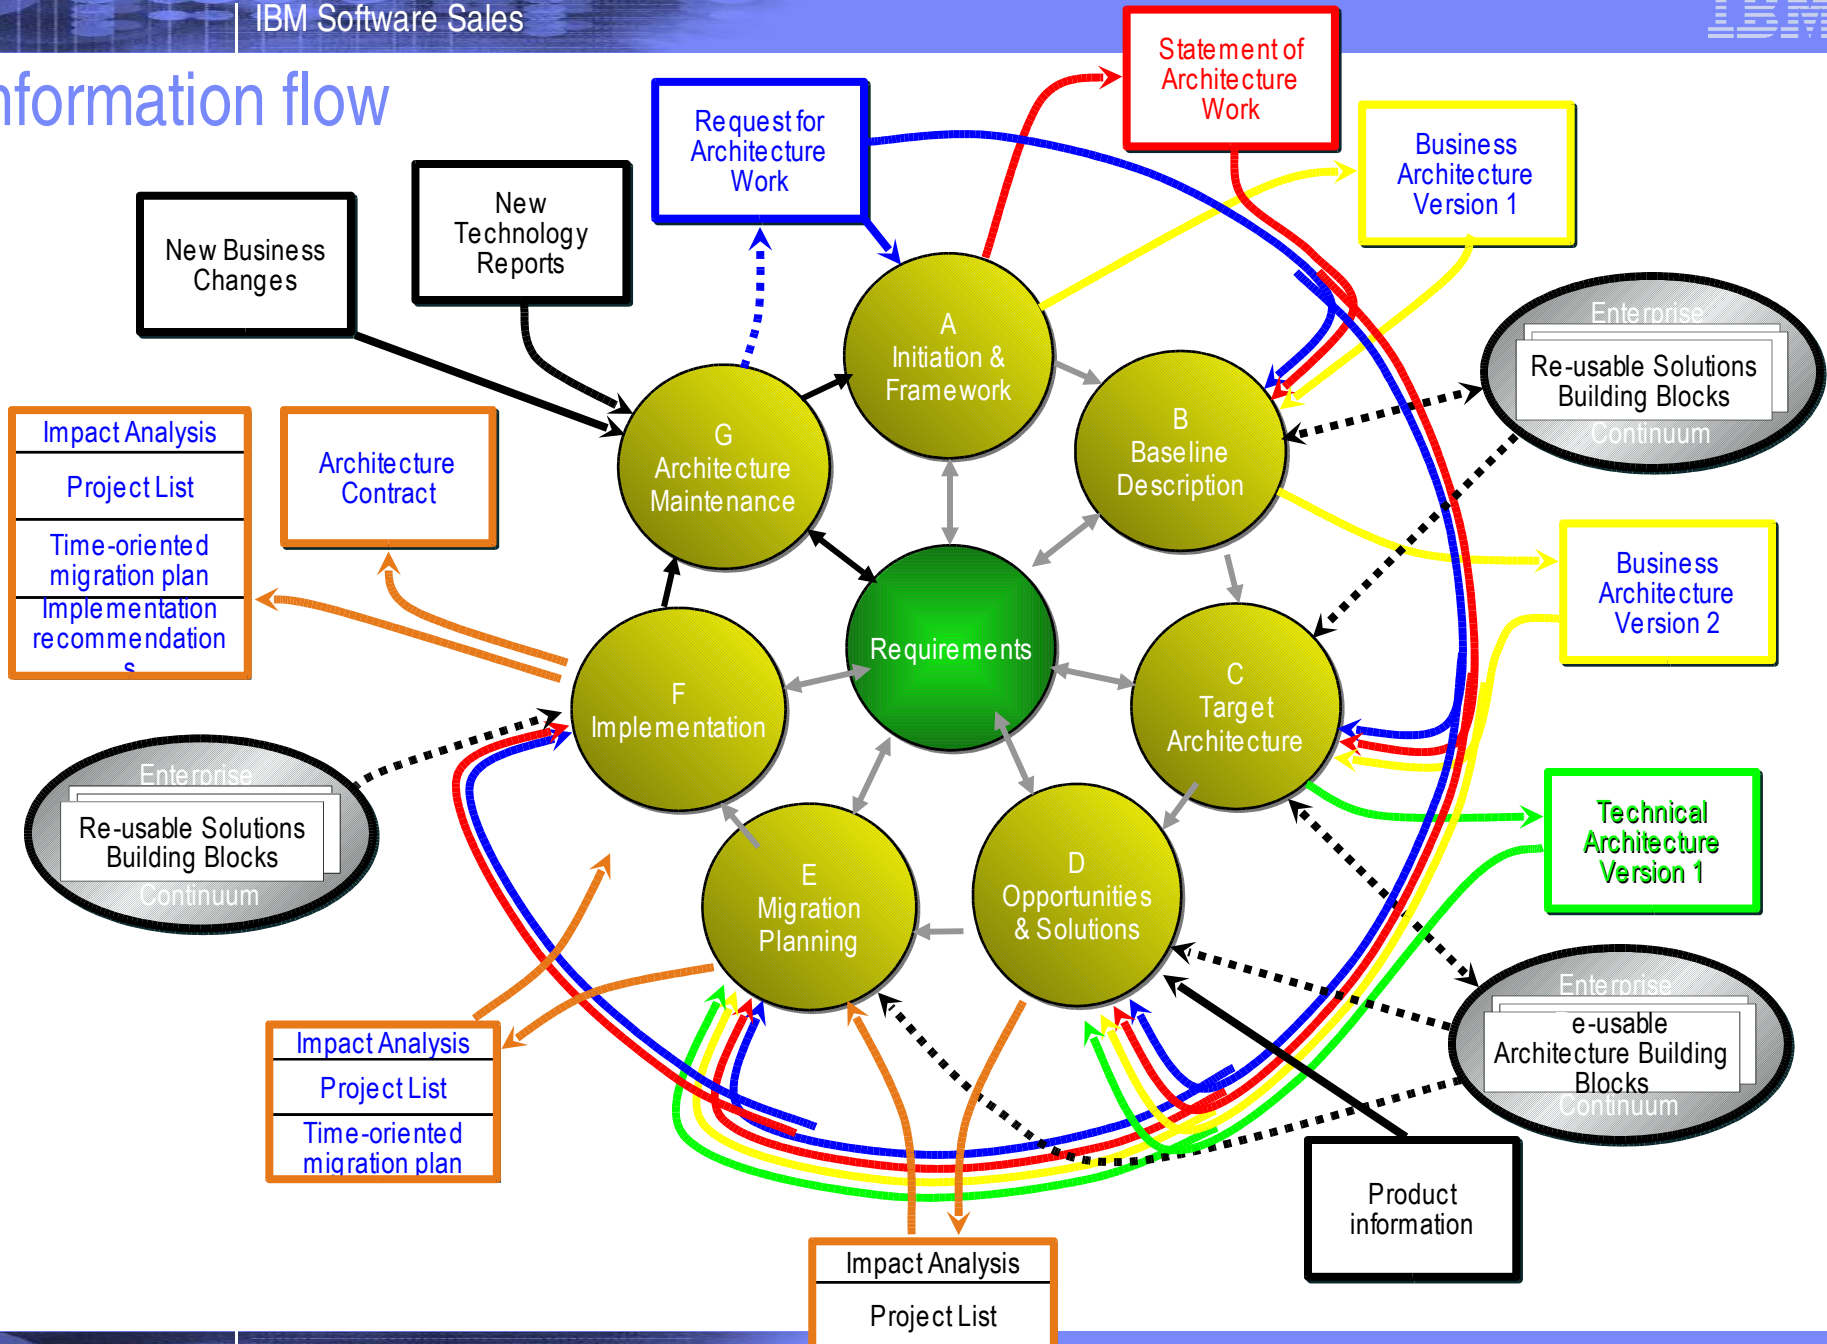 IBM Software Sales
IBM
nformation flow
Statement of
Architecture
Work
Request for
Architecture
Work
Business
Architecture
Version 1
New
Technology
Reports
New Business
Changes
Enterprise
Re-usable Solutions
Building Blocks
Continuum
A
Initiation &
Framework
B
Baseline
Description
G
Architecture
Maintenance
Impact Analysis
Project List
Time-oriented
migration plan
Implementation
recommendation
s
Architecture
Contract
Business
Architecture
Version 2
Requirements
C
Target
Architecture
F
Implementation
Enterprise
Re-usable Solutions
Building Blocks
Continuum
Technical
Architecture
Version 1
D
Opportunities
& Solutions
E
Migration
Planning
Enterprise
e-usable
Architecture Building
Blocks
Continuum
Impact Analysis
Project List
Time-oriented
migration plan
Product
information
Impact Analysis
Project List